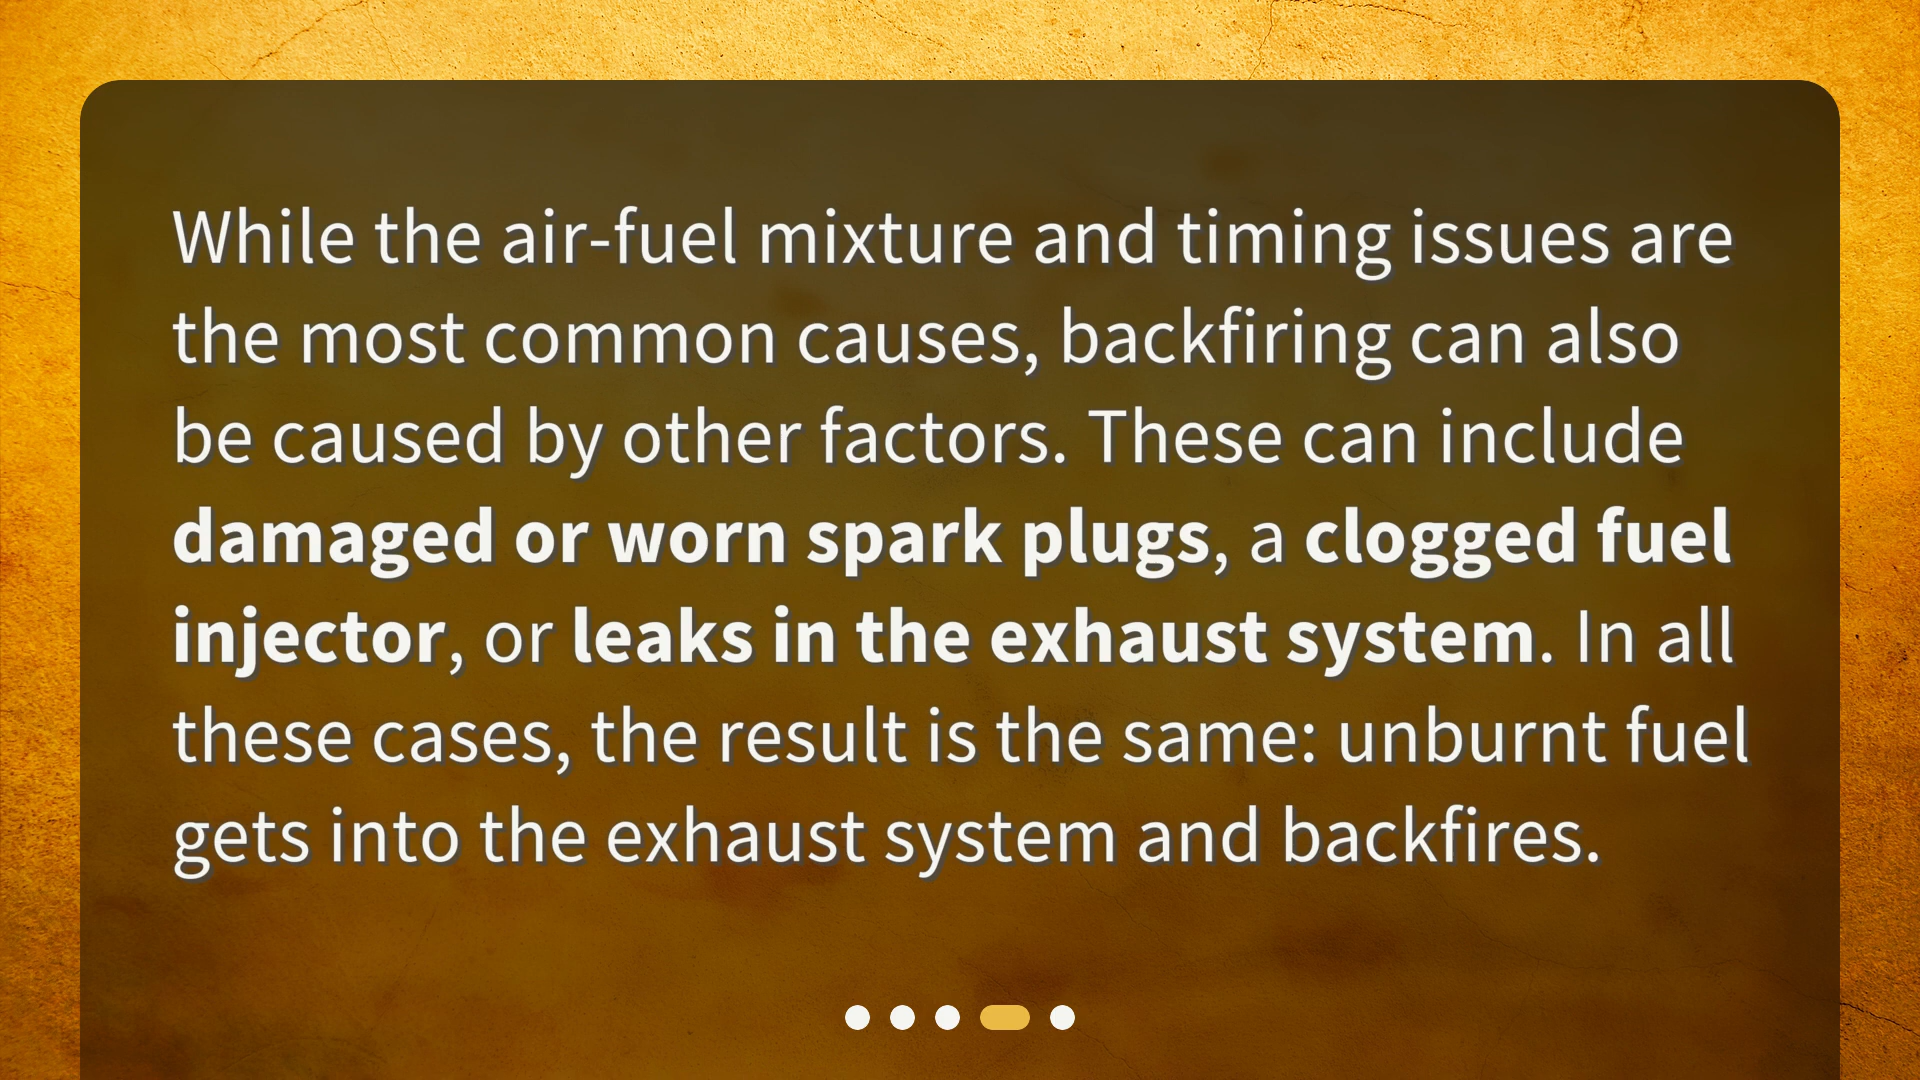 While the air-fuel mixture and timing issues are
the most common causes, backfiring can also
be caused by other factors. These can include
damaged or worn spark plugs, a clogged fuel
injector, or leaks in the exhaust system. In all
these cases, the result is the same: unburnt fuel
gets into the exhaust system and backfires.